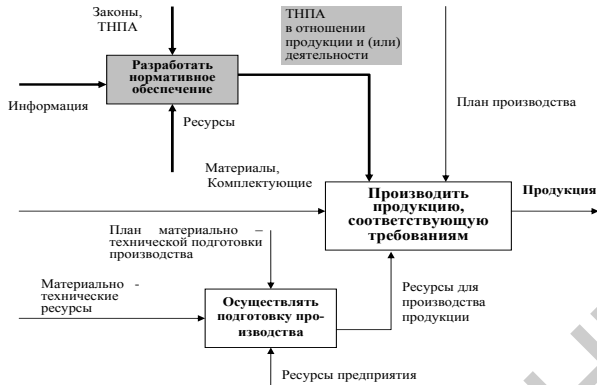 Законы,
ТНПА
ТНПА
в отношении
продукции и (или)
деятельности
Разработать
нормативное
обеспечение
Информация
Ресурсы
План производства
Материалы,
Комплектующие
Производить
продукцию,
соответствующую
требованиям
Продукция
План материально –
технической подготовки
производства
Материально -
технические
ресурсы
Осуществлять
подготовку про-
изводства
Ресурсы для
производства
продукции
Ресурсы предприятия